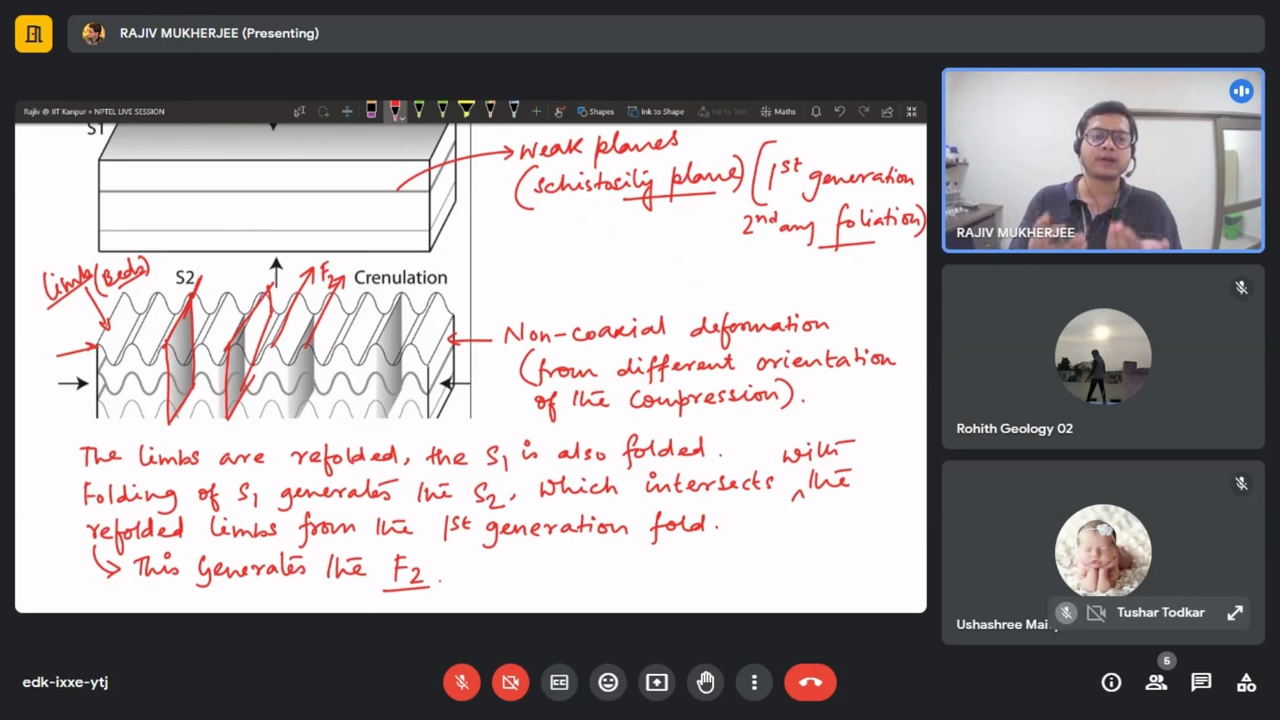 RAJIV MUKHERJEE (Presenting)
Rajiv @ IIT Kanpur - NPTEL LIVE SESSION
Shapes
Ink to Shape
Ink to Text
Maths
S1
Weak planes
(schistosity plane) (1st generation
2ndary foliation)
Limbs (Beds)
S2
F2
Crenulation
Non-coaxial deformation
(from different orientation
of the compression).
The limbs are refolded, the S1 is also folded.
Folding of S1 generates the S2, which intersects with the
refolded limbs from the 1st generation fold.
This generates the F2.
RAJIV MUKHERJEE
Rohith Geology 02
Ushashree
Tushar Todkar
edk-ixxe-ytj
5